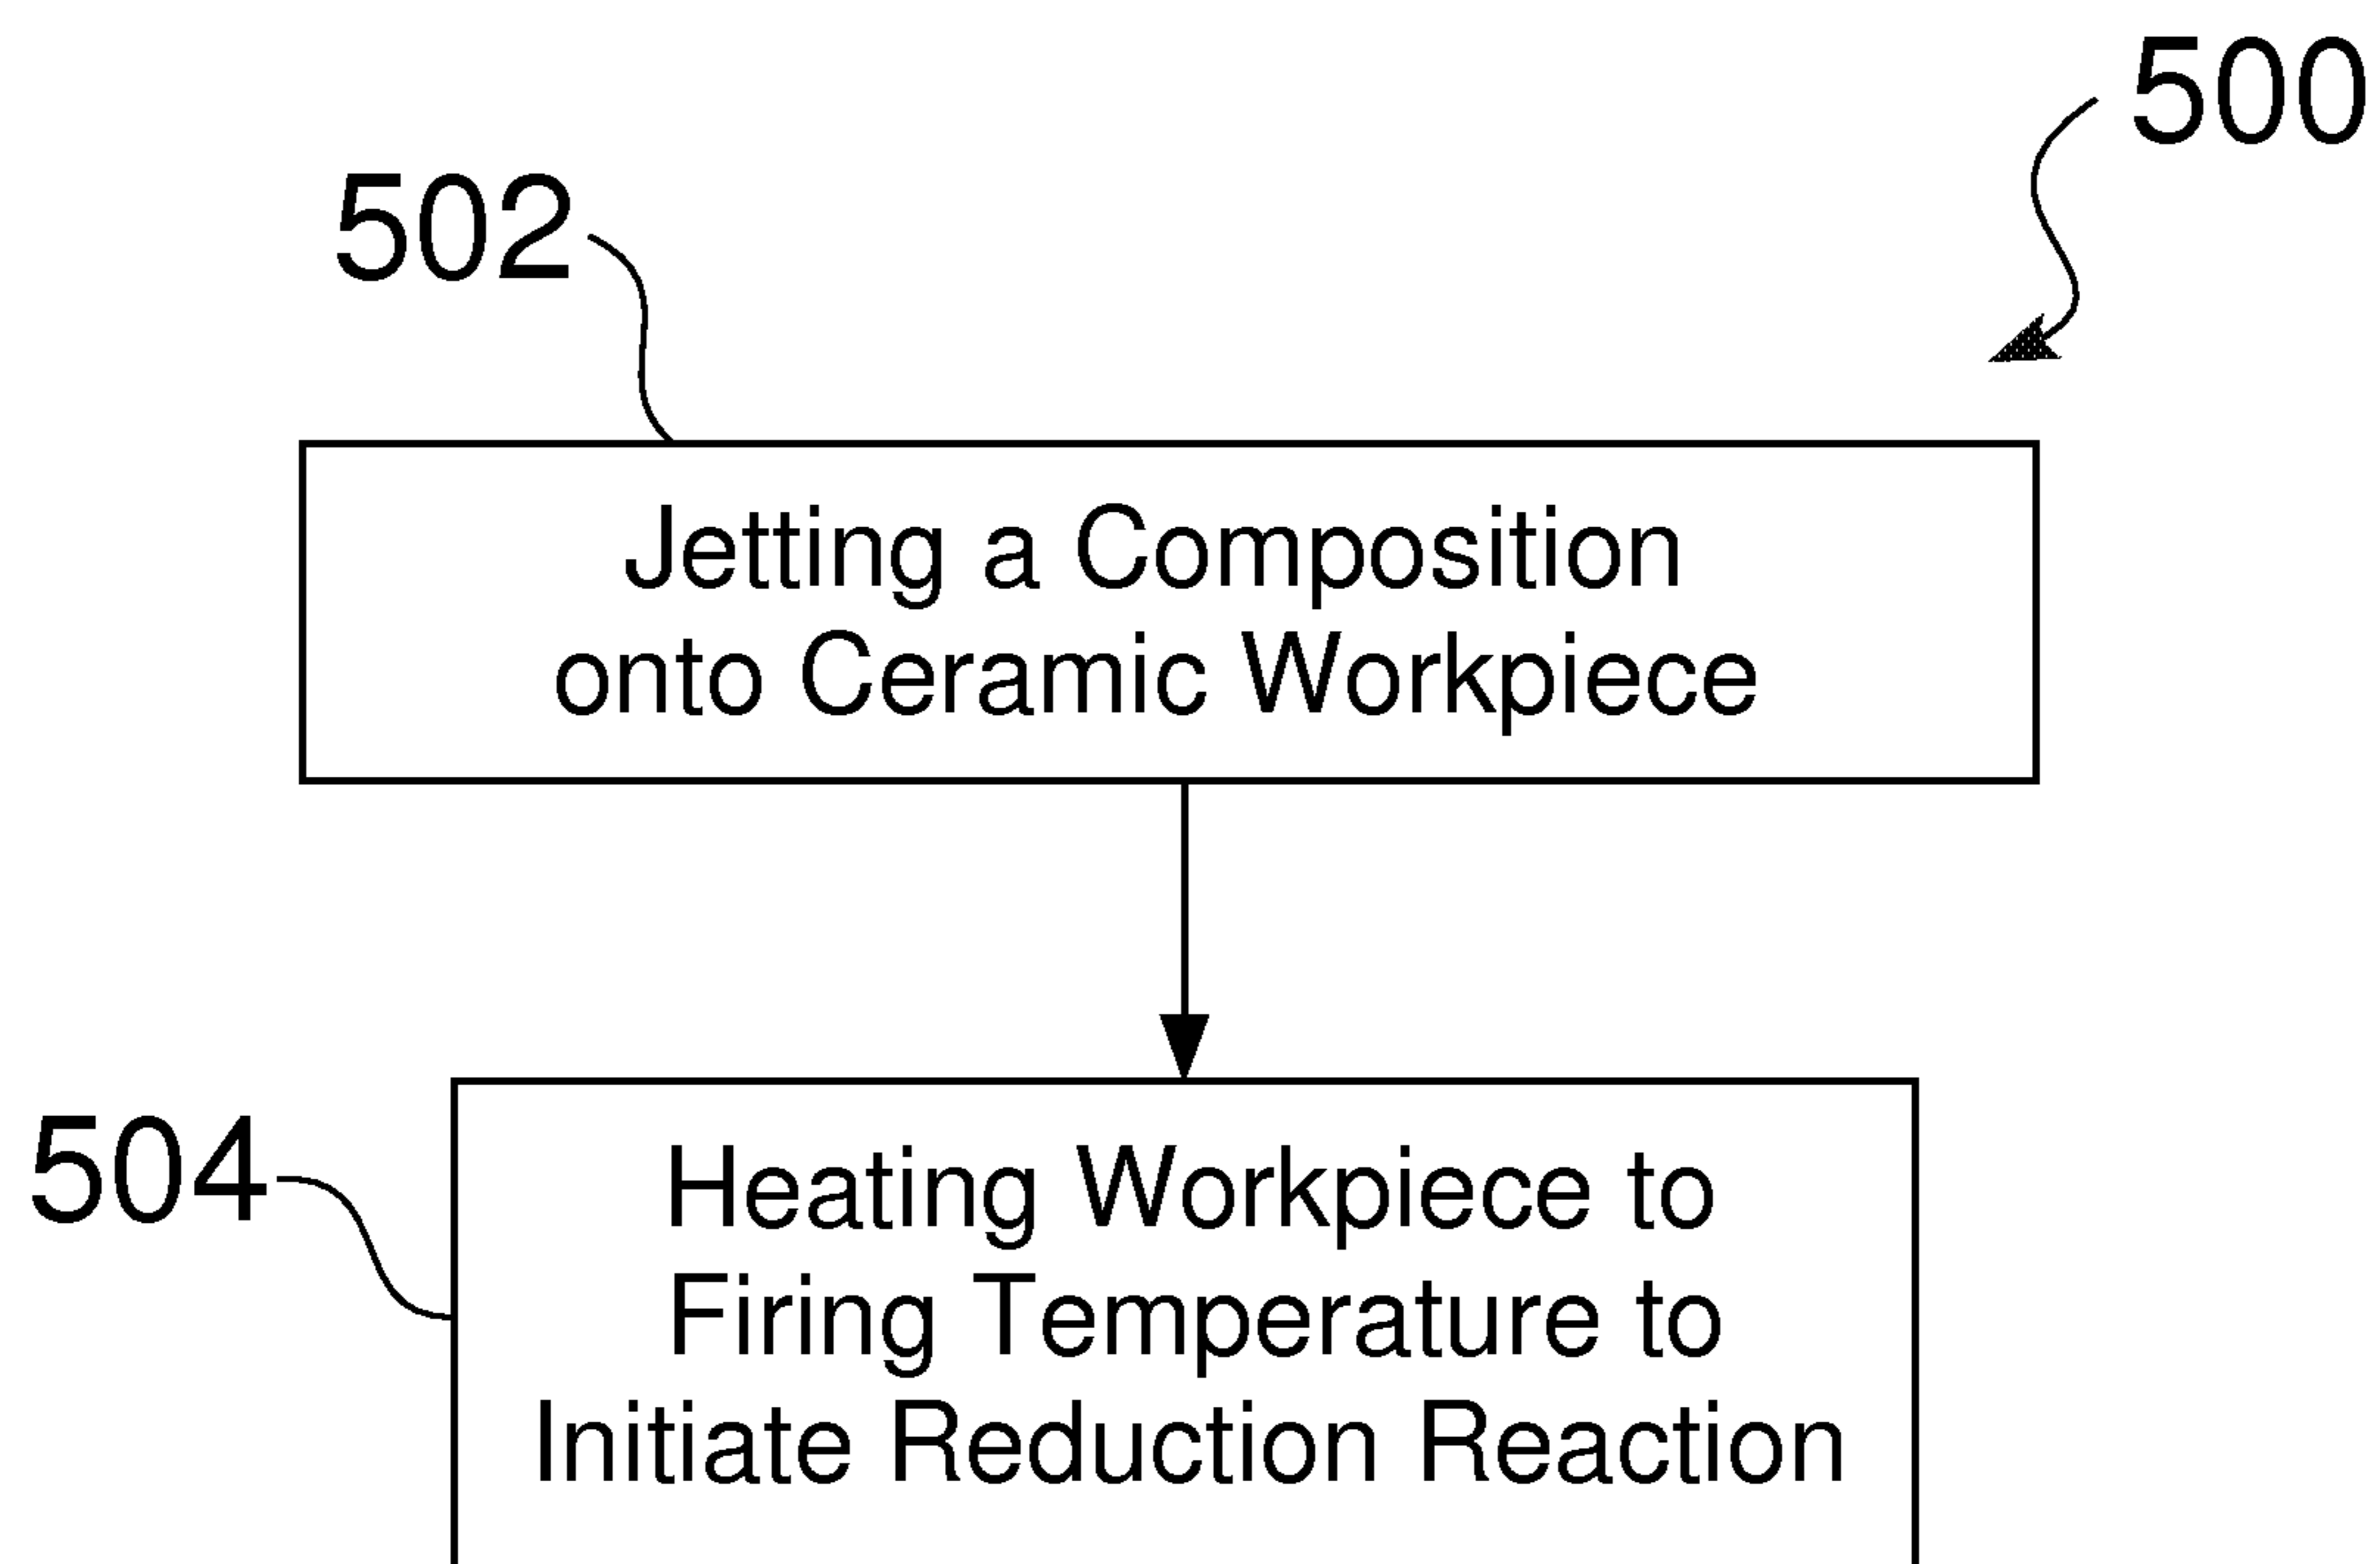 500
502
Jetting a Composition
onto Ceramic Workpiece
504
Heating Workpiece to
Firing Temperature to
Initiate Reduction Reaction